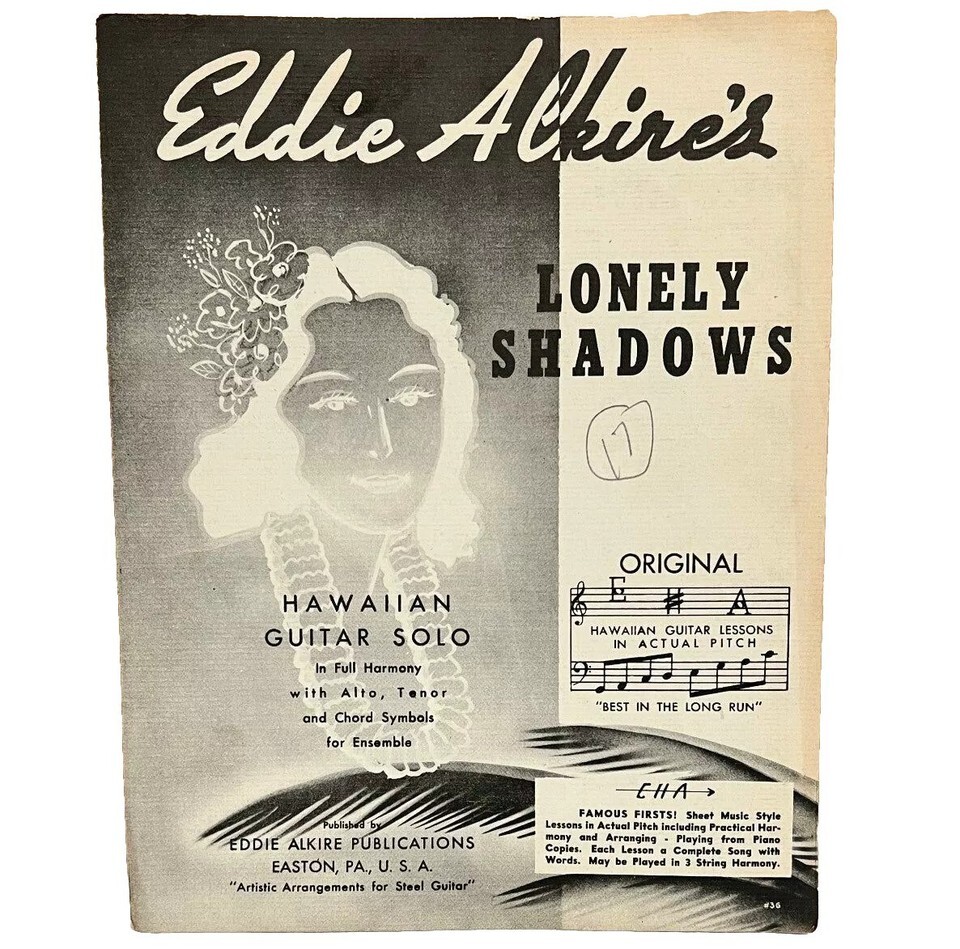 Eddie Alkire's
LONELY
SHADOWS
17
HAWAIIAN
GUITAR SOLO
In Full Harmony
with Alto, Tenor
and Chord Symbols
for Ensemble
ORIGINAL
E # A
HAWAIIAN GUITAR LESSONS
IN ACTUAL PITCH
"BEST IN THE LONG RUN"
Published by
EDDIE ALKIRE PUBLICATIONS
EASTON, PA., U. S. A.
"Artistic Arrangements for Steel Guitar"
EHA
FAMOUS FIRSTS! Sheet Music Style
Lessons in Actual Pitch including Practical Har-
mony and Arranging - Playing from Piano
Copies. Each Lesson a Complete Song with
Words. May be Played in 3 String Harmony.
#36